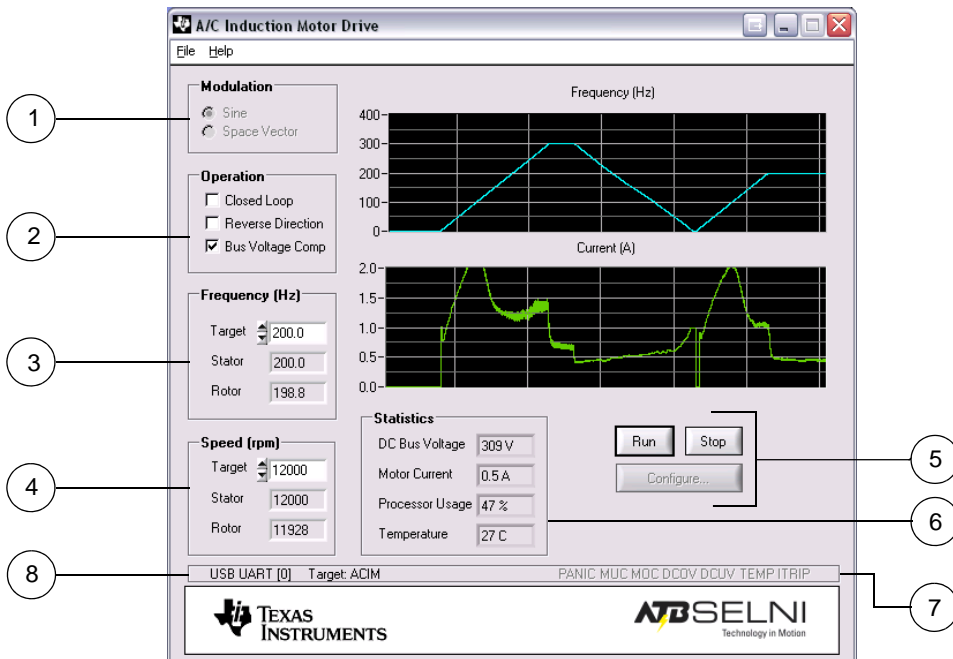 A/C Induction Motor Drive
File Help
1
Modulation
Sine
Space Vector
2
Operation
Closed Loop
Reverse Direction
Bus Voltage Comp
3
Frequency (Hz)
Target 200.0
Stator 200.0
Rotor 198.8
4
Speed (rpm)
Target 12000
Stator 12000
Rotor 11928
Frequency (Hz)
400
300
200
100
0
Current (A)
2.0
1.5
1.0
0.5
0.0
Statistics
DC Bus Voltage 309 V
Motor Current 0.5 A
Processor Usage 47 %
Temperature 27 C
Run Stop
Configure...
5
6
8
USB UART [0] Target: ACIM PANIC MUC MOC DCOV DCUV TEMP ITRIP
7
TEXAS
INSTRUMENTS
ATB SELNI
Technology in Motion